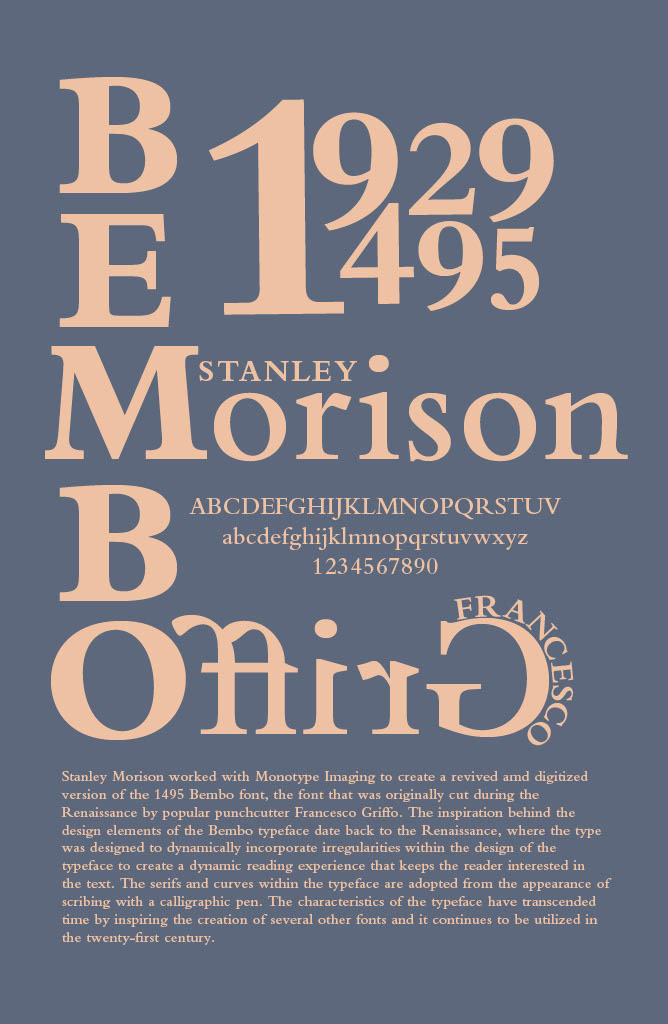 BEMBO
1929
1495
STANLEY
Morison
ABCDEFGHIJKLMNOPQRSTUV
abcdefghijklmnopqrstuvwxyz
1234567890
FRANCESCO
Griffo
Stanley Morison worked with Monotype Imaging to create a revived amd digitized
version of the 1495 Bembo font, the font that was originally cut during the
Renaissance by popular punchcutter Francesco Griffo. The inspiration behind the
design elements of the Bembo typeface date back to the Renaissance, where the type
was designed to dynamically incorporate irregularities within the design of the
typeface to create a dynamic reading experience that keeps the reader interested in
the text. The serifs and curves within the typeface are adopted from the appearance of
scribing with a calligraphic pen. The characteristics of the typeface have transcended
time by inspiring the creation of several other fonts and it continues to be utilized in
the twenty-first century.